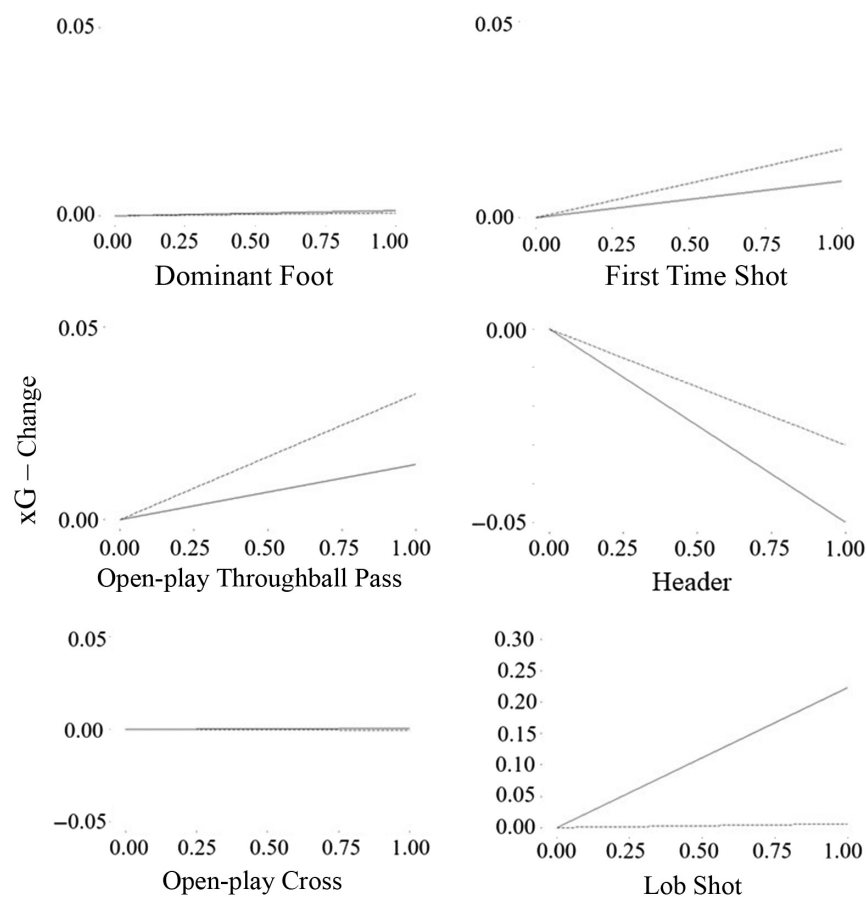 0.05
0.00
0.00 0.25 0.50 0.75 1.00
Dominant Foot
0.05
0.00
0.00 0.25 0.50 0.75 1.00
First Time Shot
xG – Change
0.05
0.00
0.00 0.25 0.50 0.75 1.00
Open-play Throughball Pass
0.00
−0.05
0.00 0.25 0.50 0.75 1.00
Header
0.05
0.00
−0.05
0.00 0.25 0.50 0.75 1.00
Open-play Cross
0.30
0.25
0.20
0.15
0.10
0.05
0.00
0.00 0.25 0.50 0.75 1.00
Lob Shot